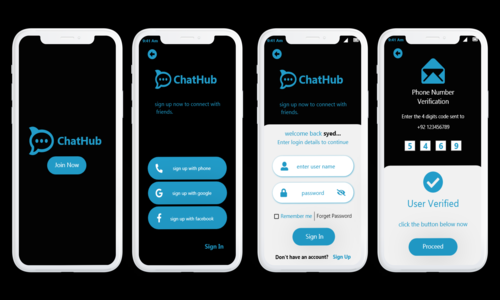 ChatHub
Join Now
9:41 Am
ChatHub
sign up now to connect with
friends.
sign up with phone
sign up with google
sign up with facebook
Sign In
9:41 Am
ChatHub
sign up now to connect with
friends.
welcome back syed...
Enter login details to continue
enter user name
password
Remember me
Forget Password
Sign In
Don't have an account? Sign Up
9:41 Am
Phone Number
Verification
Enter the 4 digits code sent to
+92 123456789
5 4 6 9
User Verified
click the button below now
Proceed